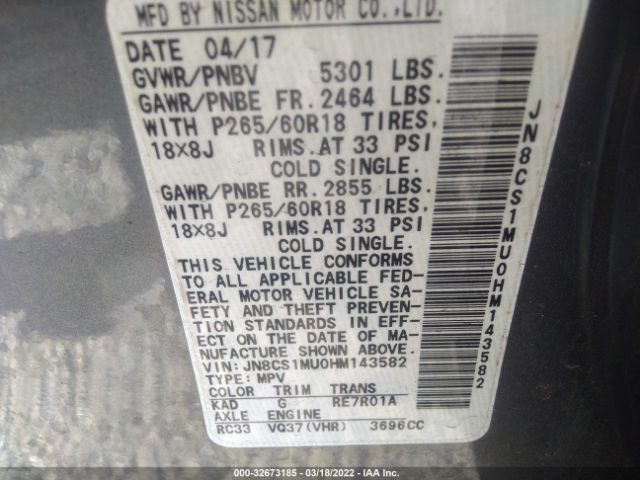 MFD BY NISSAN MOTOR CO.,LTD.
DATE 04/17
GVWR/PNBV 5301 LBS.
GAWR/PNBE FR. 2464 LBS.
WITH P265/60R18 TIRES,
18X8J RIMS.AT 33 PSI
COLD SINGLE.
GAWR/PNBE RR. 2855 LBS.
WITH P265/60R18 TIRES,
18X8J RIMS.AT 33 PSI
COLD SINGLE.
THIS VEHICLE CONFORMS
TO ALL APPLICABLE FED-
ERAL MOTOR VEHICLE SA-
FETY AND THEFT PREVEN-
TION STANDARDS IN EFF-
ECT ON THE DATE OF MA-
NUFACTURE SHOWN ABOVE.
VIN: JN8CS1MU0HM143582
TYPE: MPV
COLOR TRIM TRANS
KAD G RE7R01A
AXLE ENGINE
RC33 VQ37(VHR) 3696CC
JN8CS1MU0HM143582
000-32673185 - 03/18/2022 - IAA Inc.